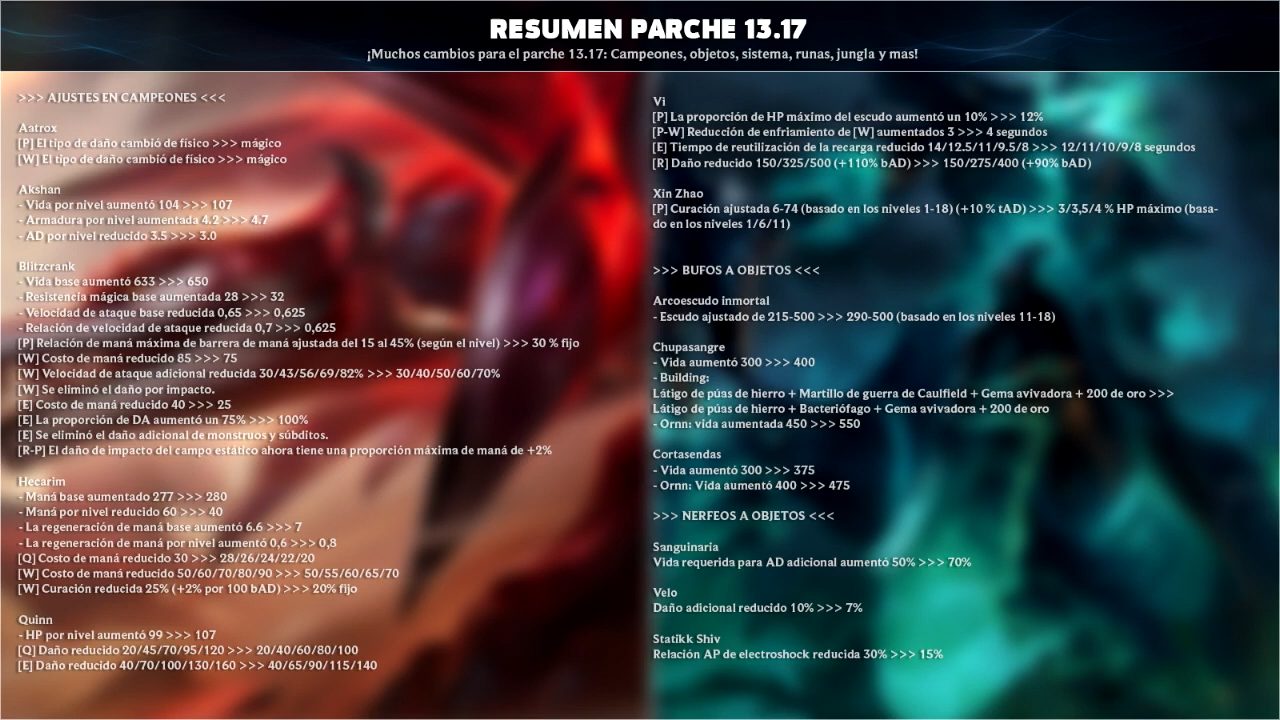 RESUMEN PARCHE 13.17
¡Muchos cambios para el parche 13.17: Campeones, objetos, sistema, runas, jungla y mas!
>>> AJUSTES EN CAMPEONES <<<
Aatrox
[P] El tipo de daño cambió de físico >>> mágico
[W] El tipo de daño cambió de físico >>> mágico
Akshan
- Vida por nivel aumentó 104 >>> 107
- Armadura por nivel aumentada 4.2 >>> 4.7
- AD por nivel reducido 3.5 >>> 3.0
Blitzcrank
- Vida base aumentó 633 >>> 650
- Resistencia mágica base aumentada 28 >>> 32
- Velocidad de ataque base reducida 0,65 >>> 0,625
- Relación de velocidad de ataque reducida 0,7 >>> 0,625
[P] Relación de maná máxima de barrera de maná ajustada del 15 al 45% (según el nivel) >>> 30 % fijo
[W] Costo de maná reducido 85 >>> 75
[W] Velocidad de ataque adicional reducida 30/43/56/69/82% >>> 30/40/50/60/70%
[W] Se eliminó el daño por impacto.
[E] Costo de maná reducido 40 >>> 25
[E] La proporción de DA aumentó un 75% >>> 100%
[E] Se eliminó el daño adicional de monstruos y súbditos.
[R-P] El daño de impacto del campo estático ahora tiene una proporción máxima de maná de +2%
Hecarim
- Maná base aumentado 277 >>> 280
- Maná por nivel reducido 60 >>> 40
- La regeneración de maná base aumentó 6.6 >>> 7
- La regeneración de maná por nivel aumentó 0,6 >>> 0,8
[Q] Costo de maná reducido 30 >>> 28/26/24/22/20
[W] Costo de maná reducido 50/60/70/80/90 >>> 50/55/60/65/70
[W] Curación reducida 25% (+2% por 100 bAD) >>> 20% fijo
Quinn
- HP por nivel aumentó 99 >>> 107
[Q] Daño reducido 20/45/70/95/120 >>> 20/40/60/80/100
[E] Daño reducido 40/70/100/130/160 >>> 40/65/90/115/140
Vi
[P] La proporción de HP máximo del escudo aumentó un 10% >>> 12%
[P-W] Reducción de enfriamiento de [W] aumentados 3 >>> 4 segundos
[E] Tiempo de reutilización de la recarga reducido 14/12.5/11/9.5/8 >>> 12/11/10/9/8 segundos
[R] Daño reducido 150/325/500 (+110% bAD) >>> 150/275/400 (+90% bAD)
Xin Zhao
[P] Curación ajustada 6-74 (basado en los niveles 1-18) (+10 % tAD) >>> 3/3,5/4 % HP máximo (basa-
do en los niveles 1/6/11)
>>> BUFOS A OBJETOS <<<
Arcoescudo inmortal
- Escudo ajustado de 215-500 >>> 290-500 (basado en los niveles 11-18)
Chupasangre
- Vida aumentó 300 >>> 400
- Building:
Látigo de púas de hierro + Martillo de guerra de Caulfield + Gema avivadora + 200 de oro >>>
Látigo de púas de hierro + Bacteriófago + Gema avivadora + 200 de oro
- Ornn: vida aumentada 450 >>> 550
Cortasendas
- Vida aumentó 300 >>> 375
- Ornn: Vida aumentó 400 >>> 475
>>> NERFEOS A OBJETOS <<<
Sanguinaria
Vida requerida para AD adicional aumentó 50% >>> 70%
Velo
Daño adicional reducido 10% >>> 7%
Statikk Shiv
Relación AP de electroshock reducida 30% >>> 15%